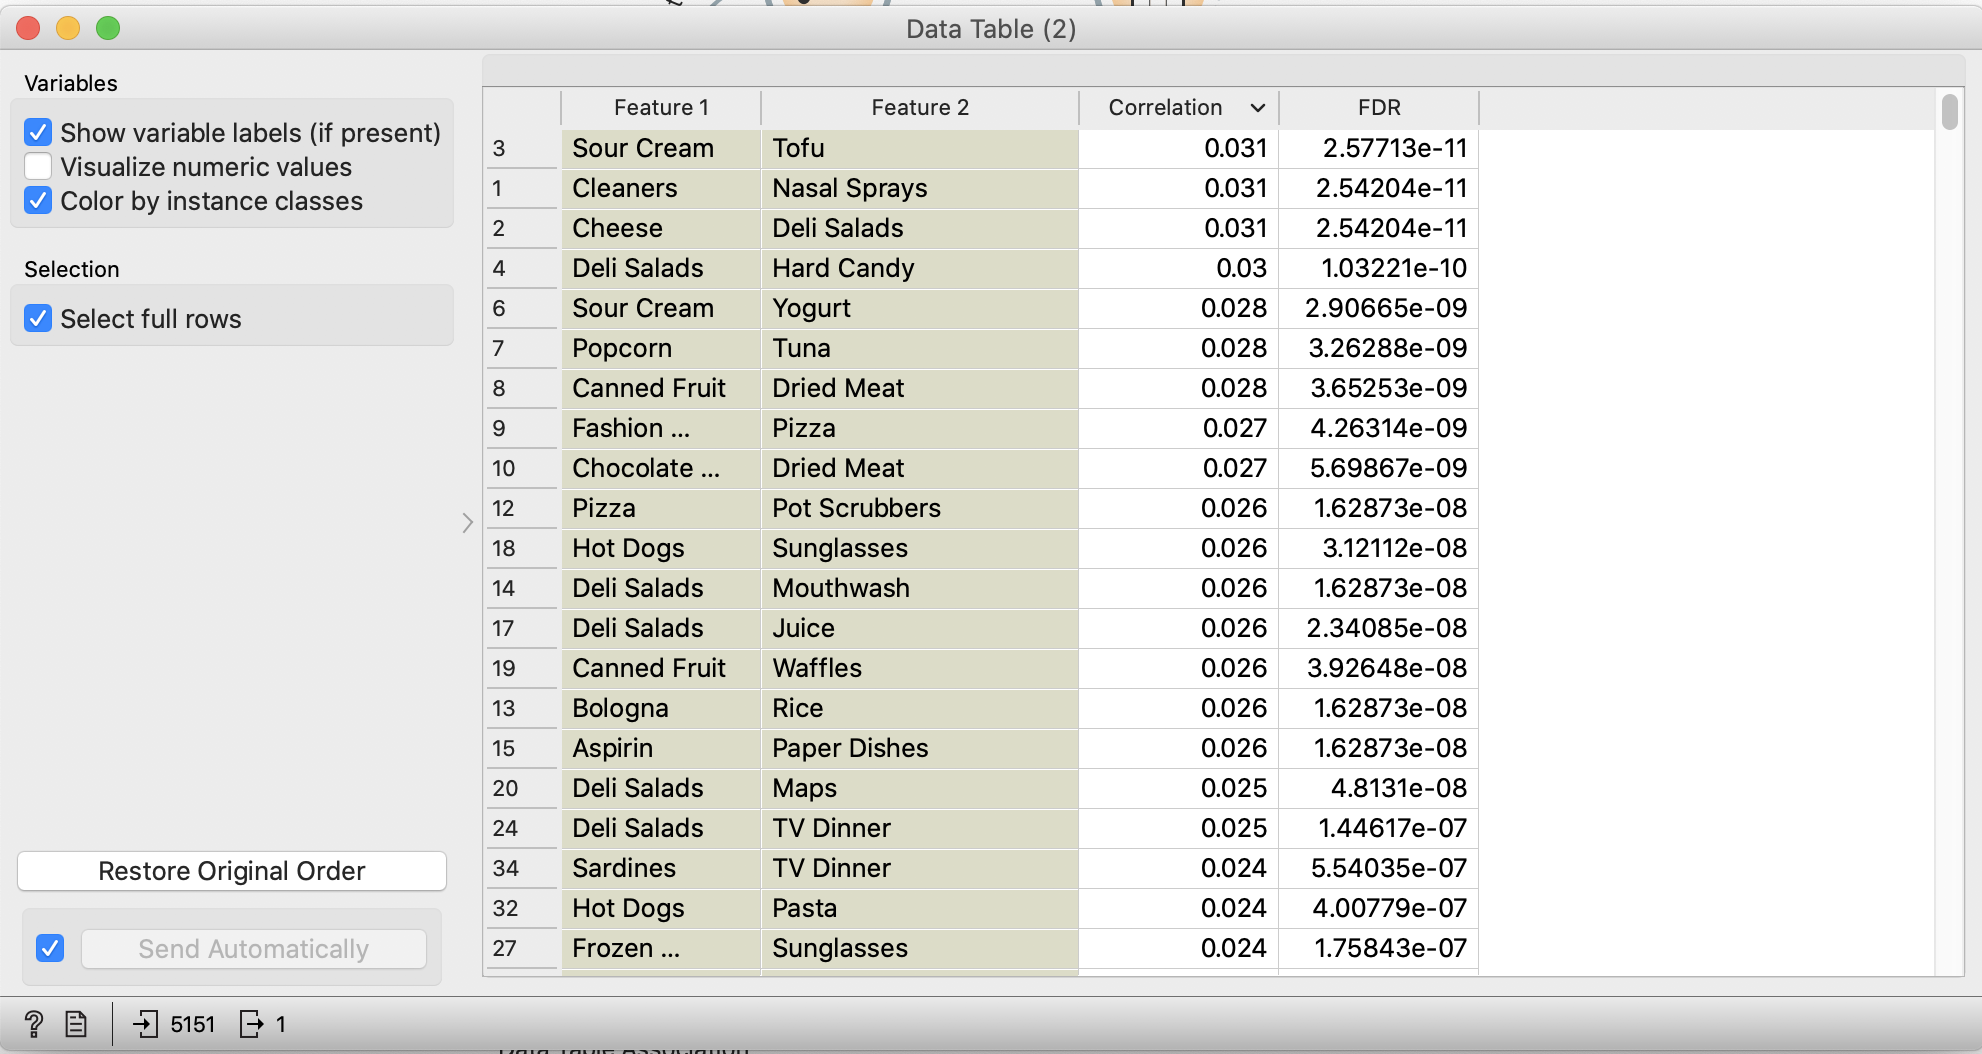 Data Table (2)
Variables
Show variable labels (if present)
Visualize numeric values
Color by instance classes
Selection
Select full rows
Restore Original Order
Send Automatically
Feature 1 Feature 2 Correlation FDR
3 Sour Cream Tofu 0.031 2.57713e-11
1 Cleaners Nasal Sprays 0.031 2.54204e-11
2 Cheese Deli Salads 0.031 2.54204e-11
4 Deli Salads Hard Candy 0.03 1.03221e-10
6 Sour Cream Yogurt 0.028 2.90665e-09
7 Popcorn Tuna 0.028 3.26288e-09
8 Canned Fruit Dried Meat 0.028 3.65253e-09
9 Fashion ... Pizza 0.027 4.26314e-09
10 Chocolate ... Dried Meat 0.027 5.69867e-09
12 Pizza Pot Scrubbers 0.026 1.62873e-08
18 Hot Dogs Sunglasses 0.026 3.12112e-08
14 Deli Salads Mouthwash 0.026 1.62873e-08
17 Deli Salads Juice 0.026 2.34085e-08
19 Canned Fruit Waffles 0.026 3.92648e-08
13 Bologna Rice 0.026 1.62873e-08
15 Aspirin Paper Dishes 0.026 1.62873e-08
20 Deli Salads Maps 0.025 4.8131e-08
24 Deli Salads TV Dinner 0.025 1.44617e-07
34 Sardines TV Dinner 0.024 5.54035e-07
32 Hot Dogs Pasta 0.024 4.00779e-07
27 Frozen ... Sunglasses 0.024 1.75843e-07
? 5151 1
Data Table Association